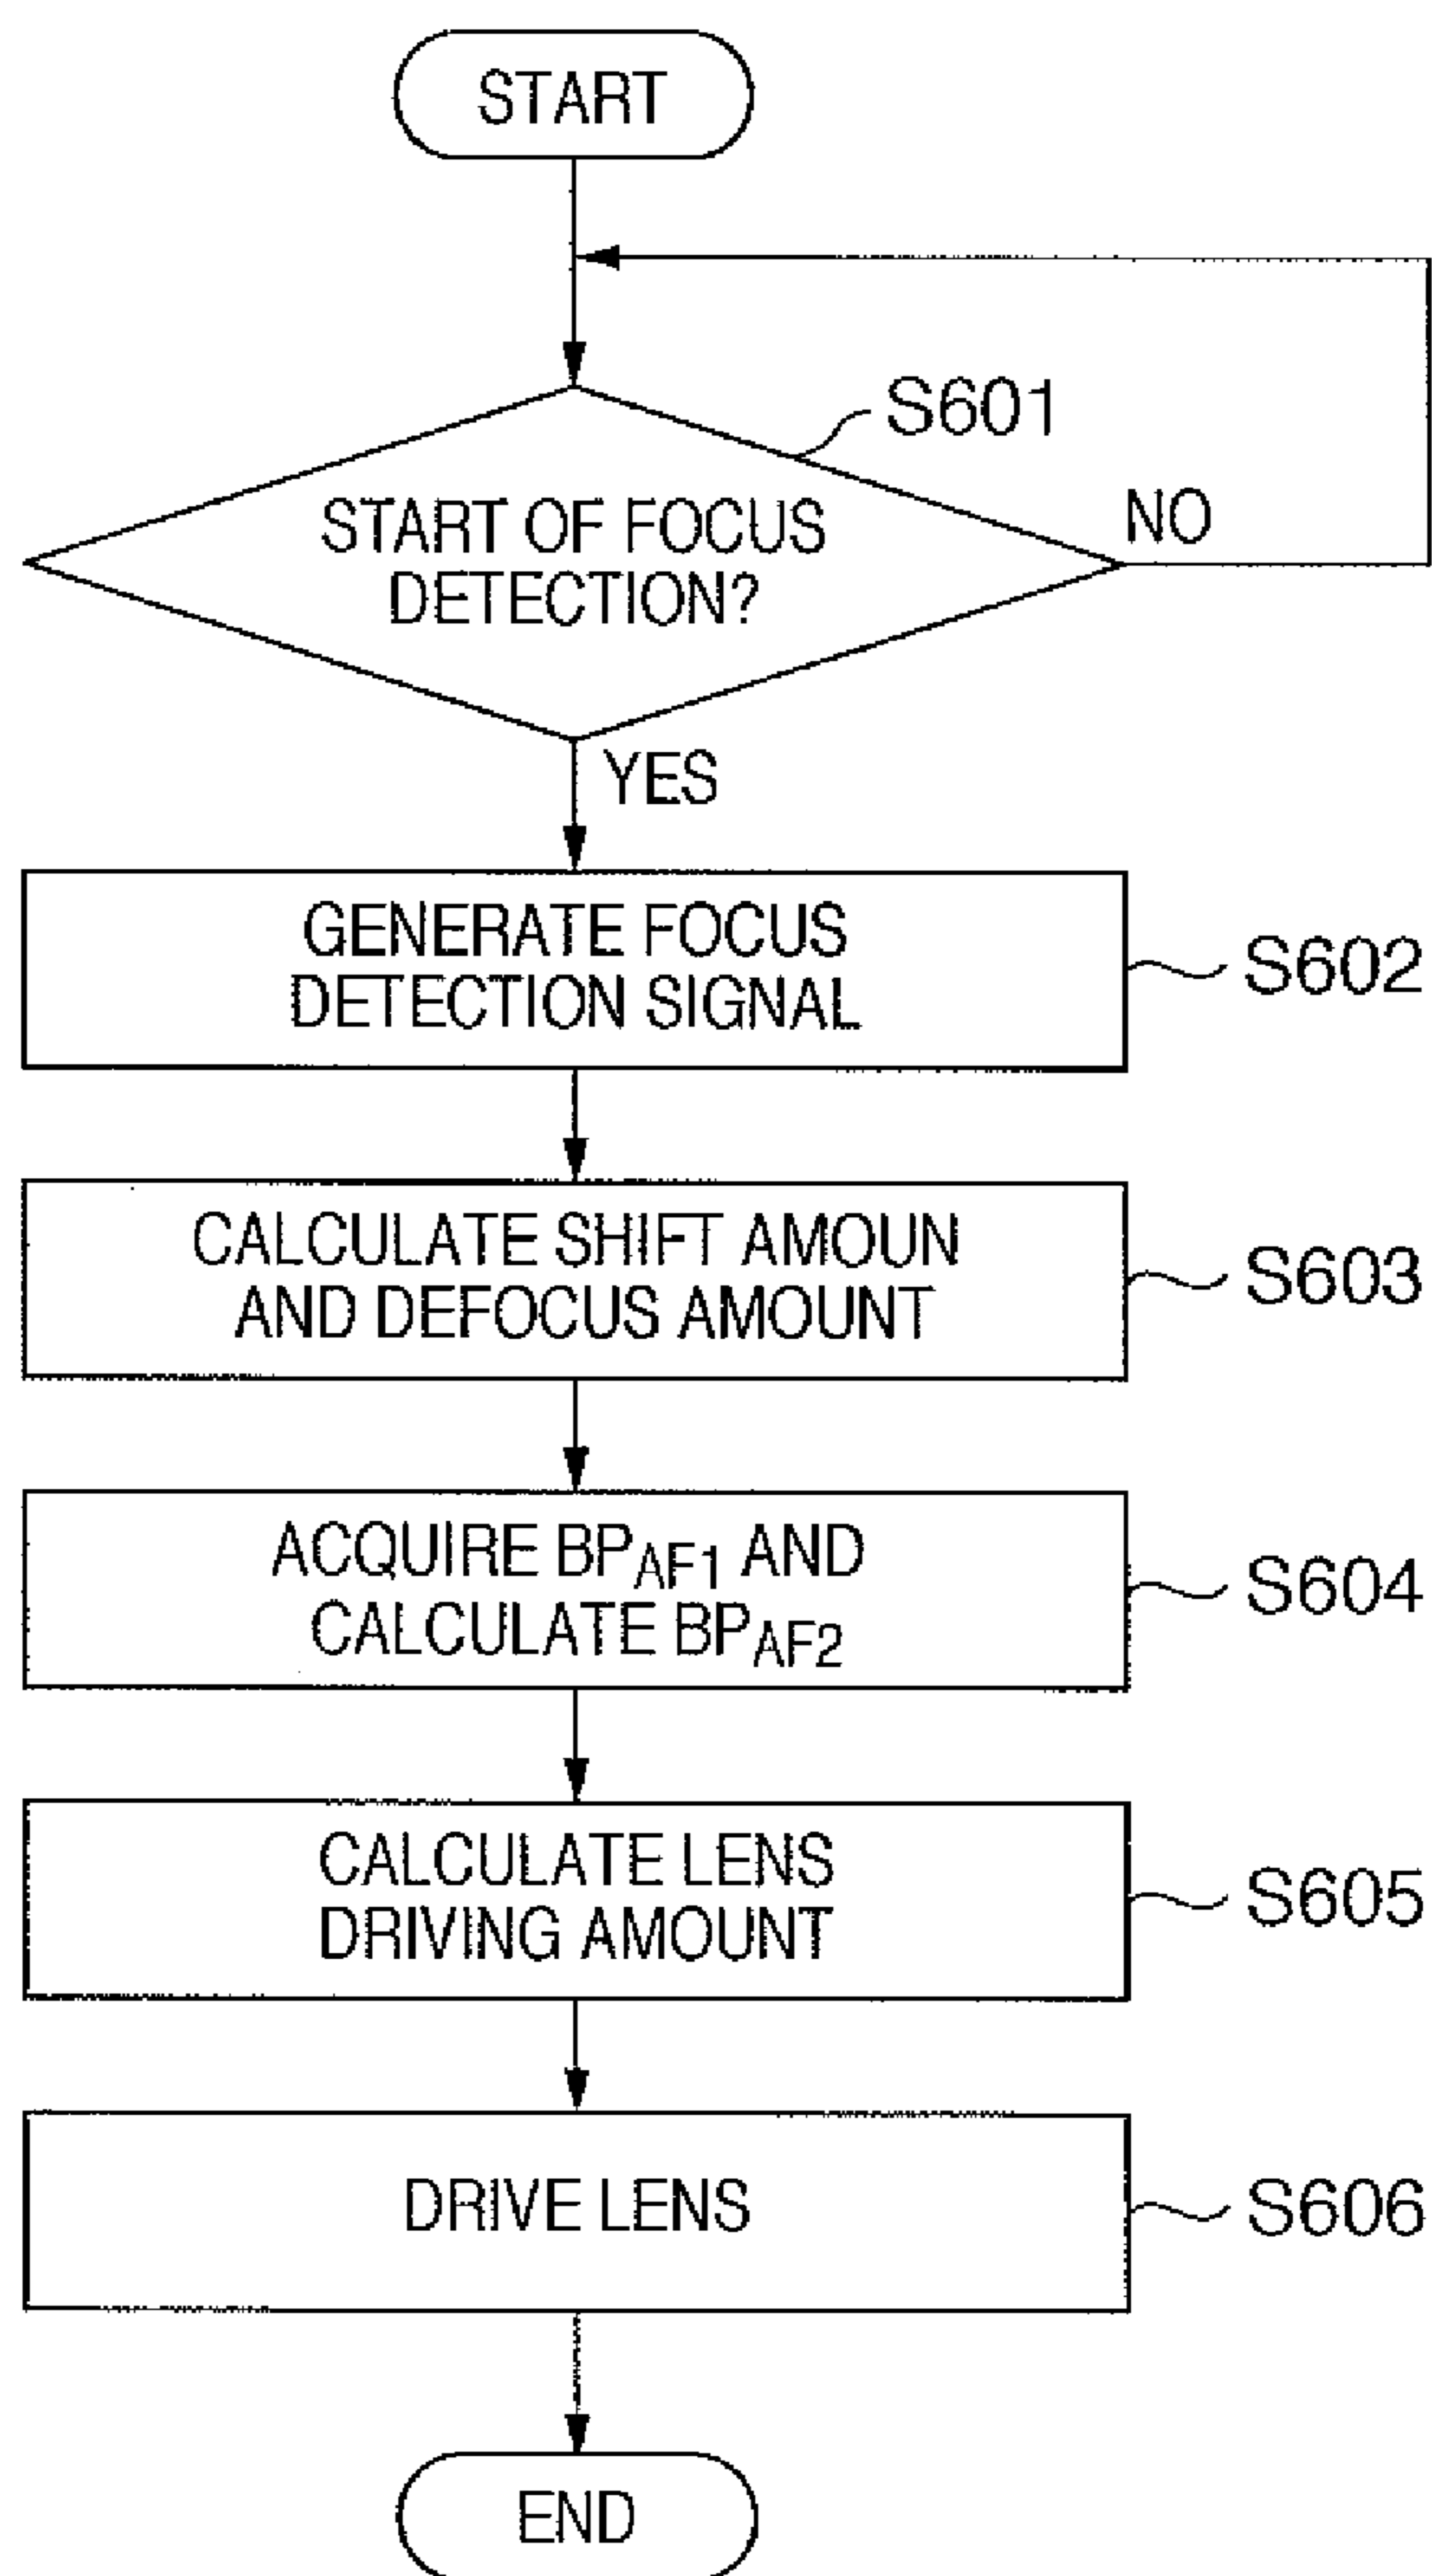 START
S601
START OF FOCUS
DETECTION?
NO
YES
GENERATE FOCUS
DETECTION SIGNAL
S602
CALCULATE SHIFT AMOUN
AND DEFOCUS AMOUNT
S603
ACQUIRE BPAF1 AND
CALCULATE BPAF2
S604
CALCULATE LENS
DRIVING AMOUNT
S605
DRIVE LENS
S606
END